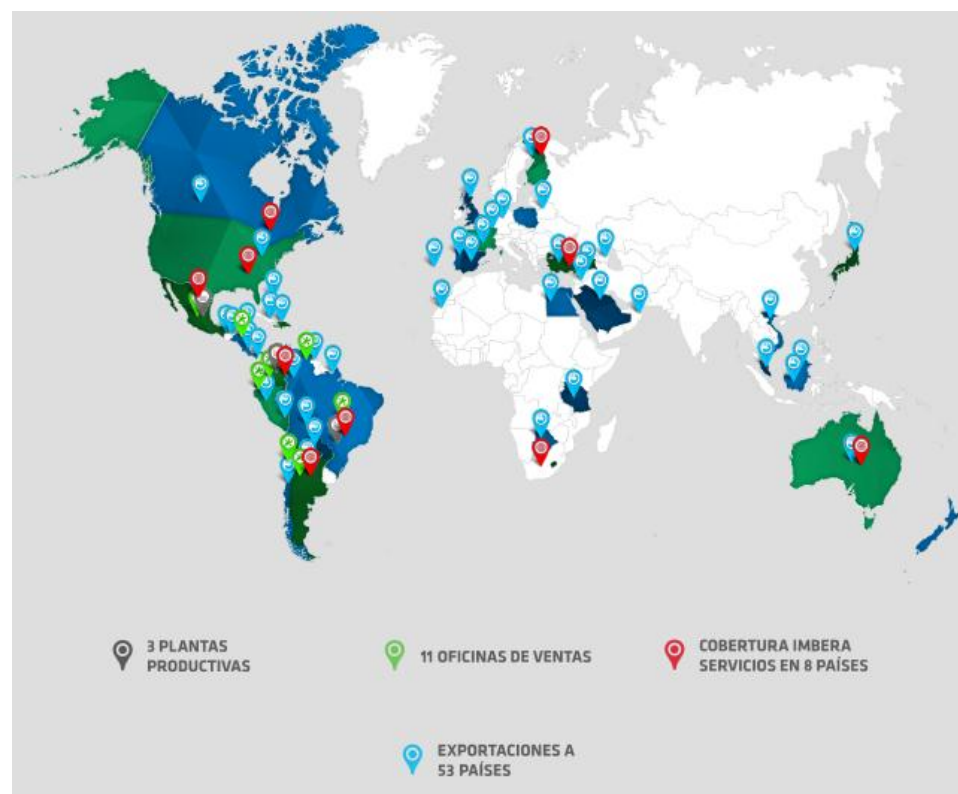 3 PLANTAS
PRODUCTIVAS
11 OFICINAS DE VENTAS
COBERTURA IMBERA
SERVICIOS EN 8 PAÍSES
EXPORTACIONES A
53 PAÍSES